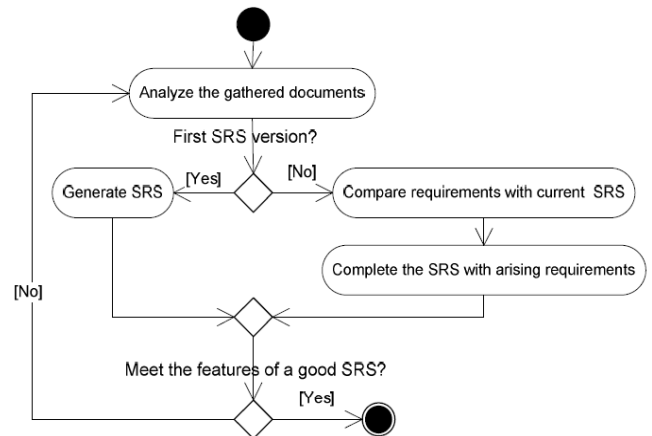 Analyze the gathered documents
First SRS version?
[Yes]
[No]
Generate SRS
Compare requirements with current SRS
Complete the SRS with arising requirements
[No]
Meet the features of a good SRS?
[Yes]